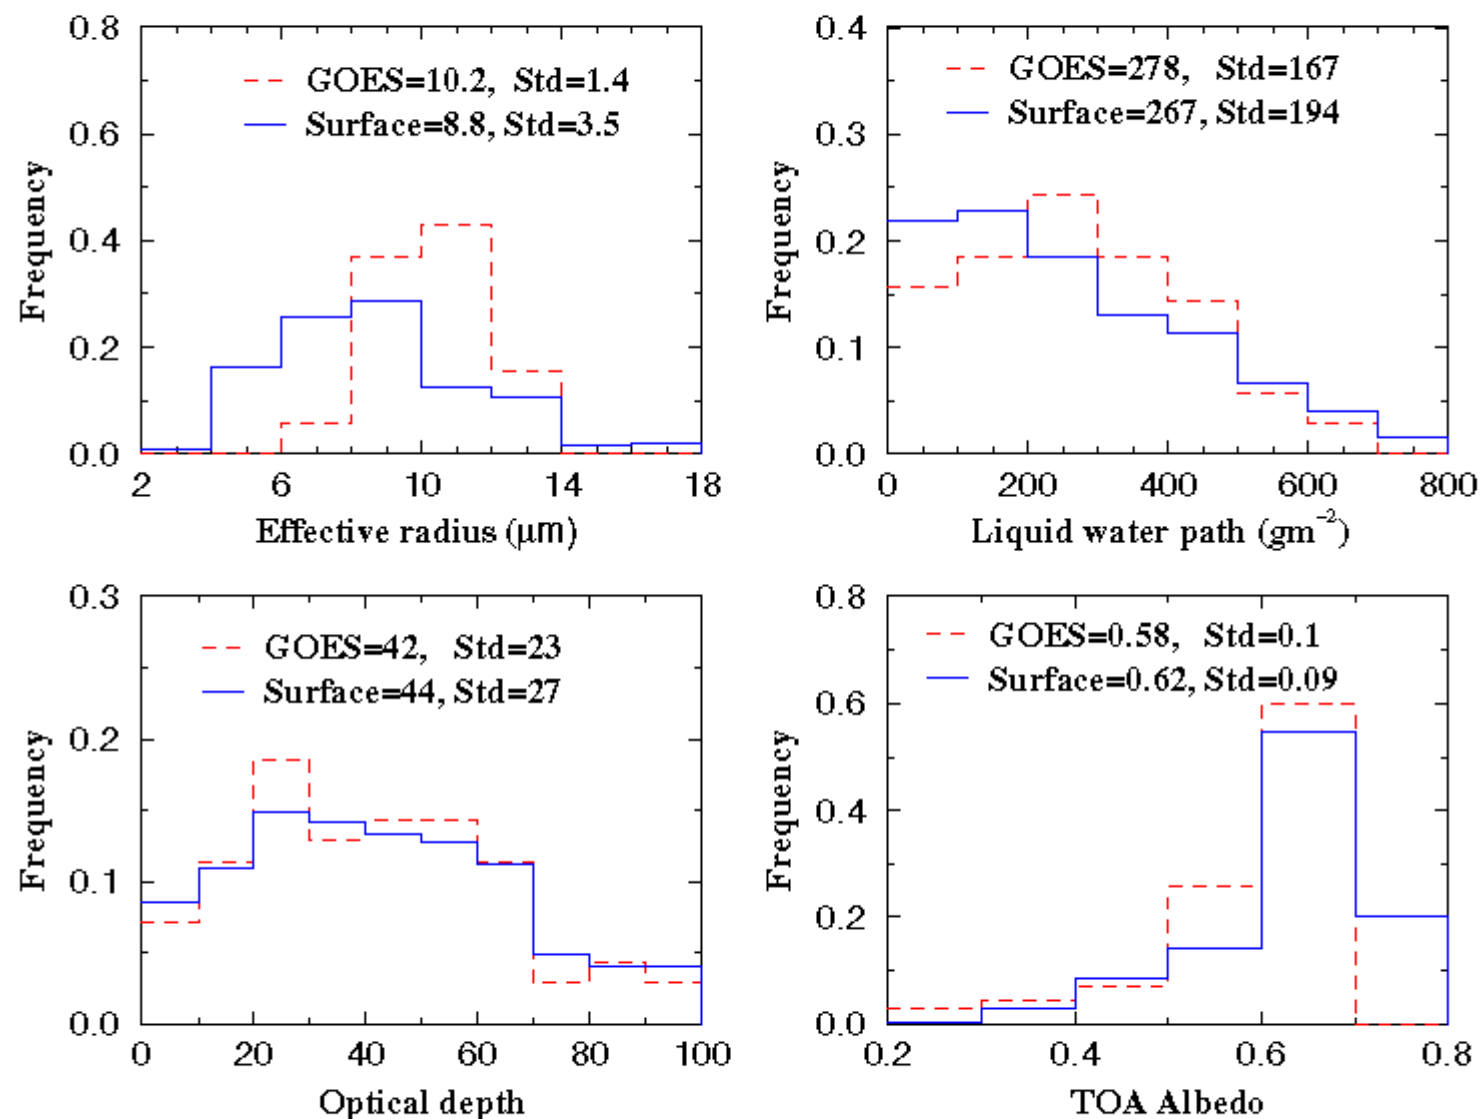 0.8
GOES=10.2, Std=1.4
Surface=8.8, Std=3.5
0.6
0.4
0.2
0.0
Frequency
2 6 10 14 18
Effective radius (μm)
0.4
GOES=278, Std=167
Surface=267, Std=194
0.3
0.2
0.1
0.0
Frequency
0 200 400 600 800
Liquid water path (gm⁻²)
0.3
GOES=42, Std=23
Surface=44, Std=27
0.2
0.1
0.0
Frequency
0 20 40 60 80 100
Optical depth
0.8
GOES=0.58, Std=0.1
Surface=0.62, Std=0.09
0.6
0.4
0.2
0.0
Frequency
0.2 0.4 0.6 0.8
TOA Albedo